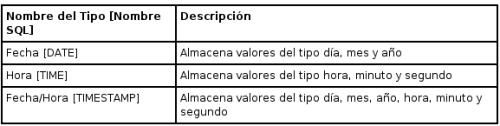 Nombre del Tipo [Nombre SQL]
Descripción
Fecha [DATE]
Almacena valores del tipo día, mes y año
Hora [TIME]
Almacena valores del tipo hora, minuto y segundo
Fecha/Hora [TIMESTAMP]
Almacena valores del tipo día, mes, año, hora, minuto y
segundo